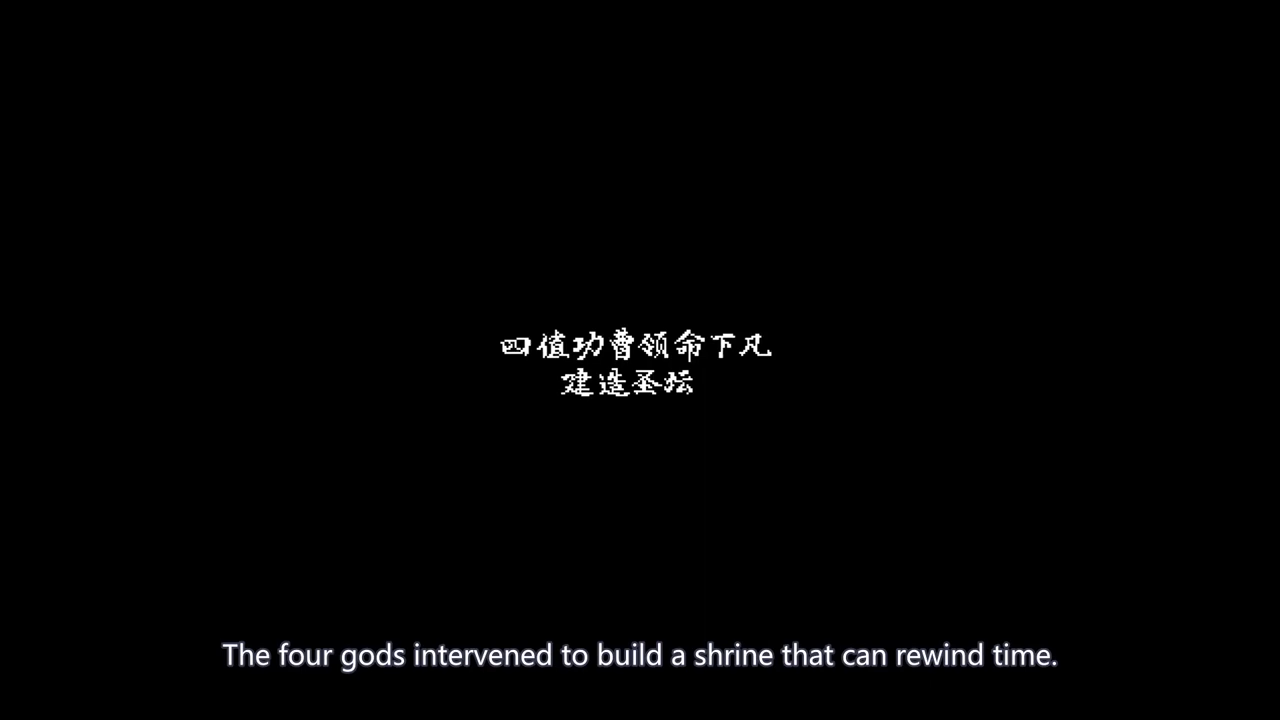 四值功曹领命下凡
建造圣坛
The four gods intervened to build a shrine that can rewind time.